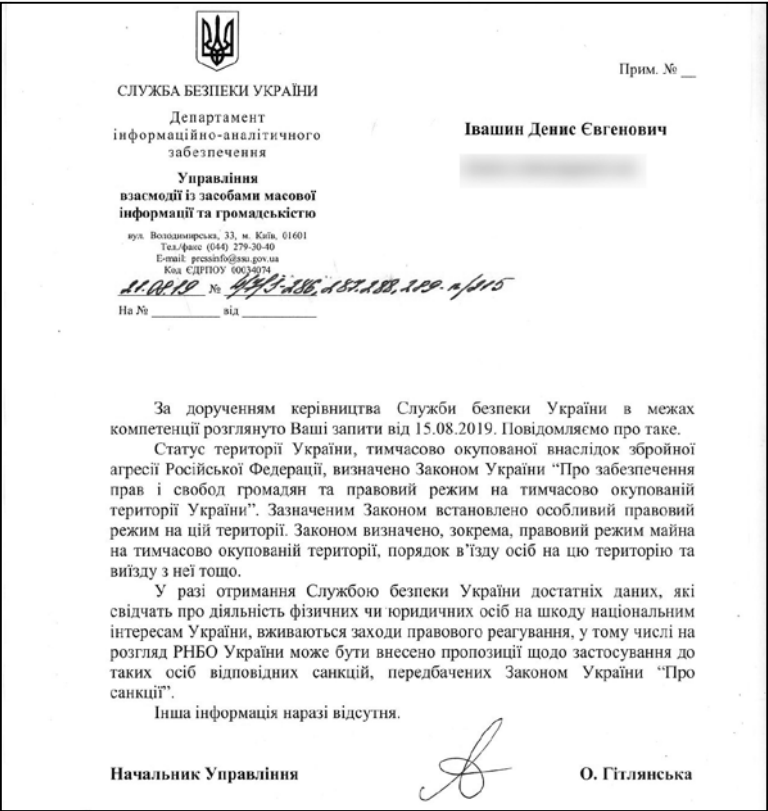 Прим. № __
СЛУЖБА БЕЗПЕКИ УКРАЇНИ
Департамент
інформаційно-аналітичного
забезпечення
Управління
взаємодії із засобами масової
інформації та громадськістю
вул. Володимирська, 33, м. Київ, 01601
Тел./факс (044) 279-30-40
E-mail: pressinfo@ssu.gov.ua
Код ЄДРПОУ 00034074
21.08.19 №
На № ___________ від ___________
Івашин Денис Євгенович
За дорученням керівництва Служби безпеки України в межах
компетенції розглянуто Ваші запити від 15.08.2019. Повідомляємо про таке.
Статус території України, тимчасово окупованої внаслідок збройної
агресії Російської Федерації, визначено Законом України “Про забезпечення
прав і свобод громадян та правовий режим на тимчасово окупованій
території України”. Зазначеним Законом встановлено особливий правовий
режим на цій території. Законом визначено, зокрема, правовий режим майна
на тимчасово окупованій території, порядок в’їзду осіб на цю територію та
виїзду з неї тощо.
У разі отримання Службою безпеки України достатніх даних, які
свідчать про діяльність фізичних чи юридичних осіб на шкоду національним
інтересам України, вживаються заходи правового реагування, у тому числі на
розгляд РНБО України може бути внесено пропозиції щодо застосування до
таких осіб відповідних санкцій, передбачених Законом України “Про
санкції”.
Інша інформація наразі відсутня.
Начальник Управління О. Гітлянська